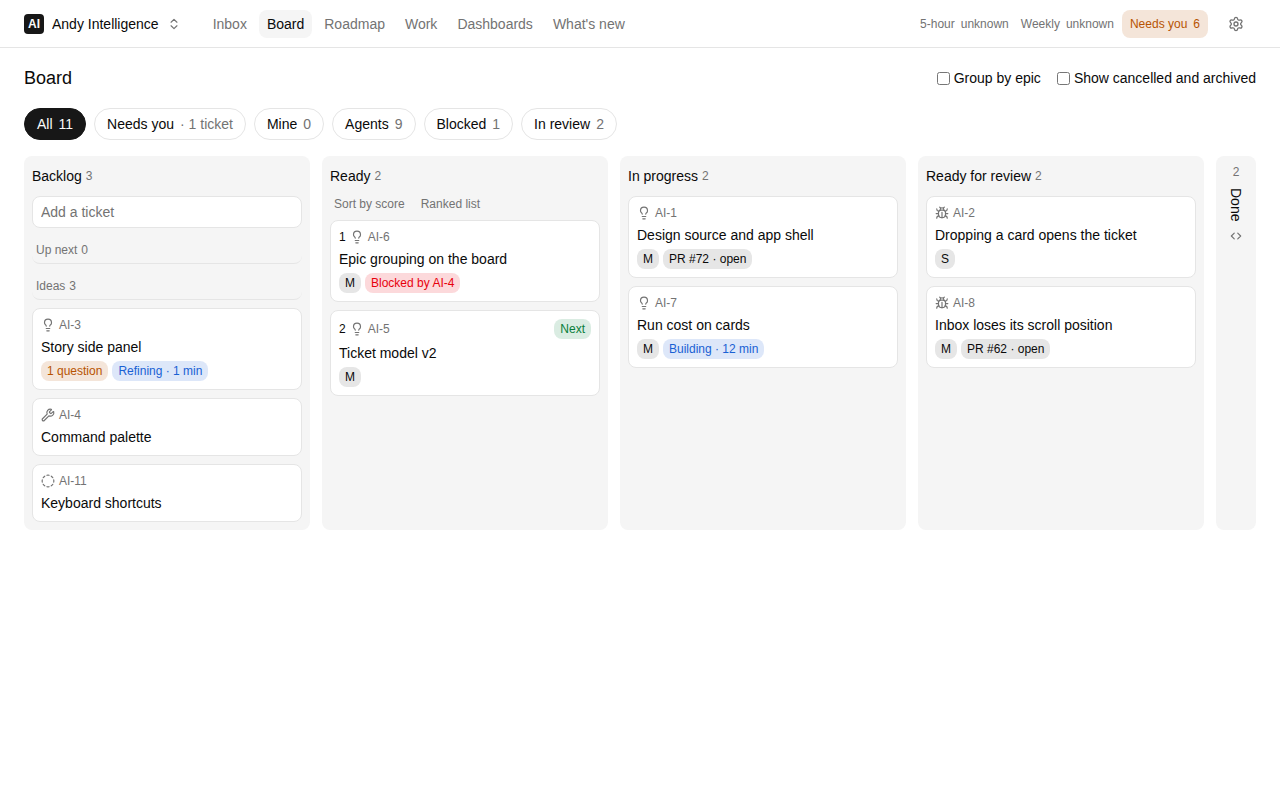 AI Andy Intelligence Inbox Board Roadmap Work Dashboards What's new 5-hour unknown Weekly unknown Needs you 6
Board
Group by epic Show cancelled and archived
All 11 Needs you · 1 ticket Mine 0 Agents 9 Blocked 1 In review 2
Backlog 3
Add a ticket
Up next 0
Ideas 3
AI-3
Story side panel
1 question Refining · 1 min
AI-4
Command palette
AI-11
Keyboard shortcuts
Ready 2
Sort by score Ranked list
1 AI-6
Epic grouping on the board
M Blocked by AI-4
2 AI-5 Next
Ticket model v2
M
In progress 2
AI-1
Design source and app shell
M PR #72 · open
AI-7
Run cost on cards
M Building · 12 min
Ready for review 2
AI-2
Dropping a card opens the ticket
S
AI-8
Inbox loses its scroll position
M PR #62 · open
2
Done